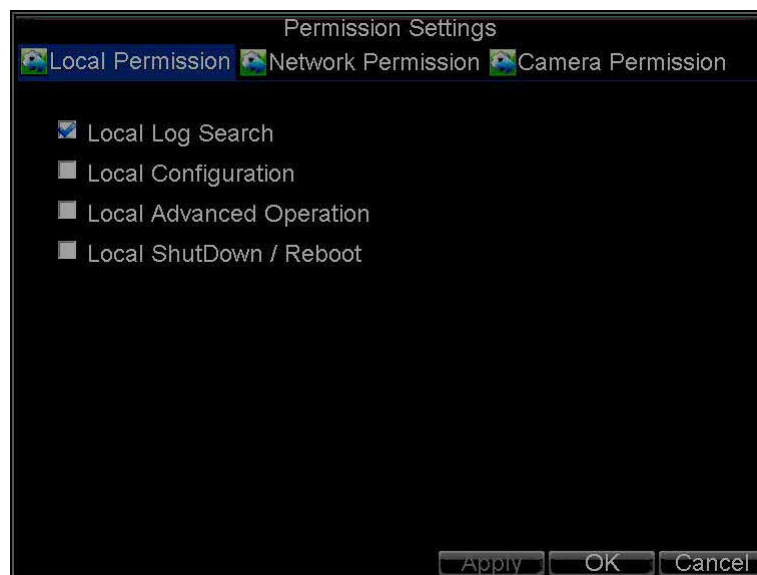 Permission Settings
Local Permission Network Permission Camera Permission
Local Log Search
Local Configuration
Local Advanced Operation
Local ShutDown / Reboot
Apply OK Cancel